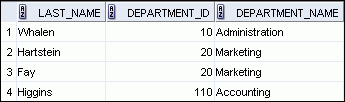 LAST_NAME DEPARTMENT_ID DEPARTMENT_NAME
1 Whalen 10 Administration
2 Hartstein 20 Marketing
3 Fay 20 Marketing
4 Higgins 110 Accounting